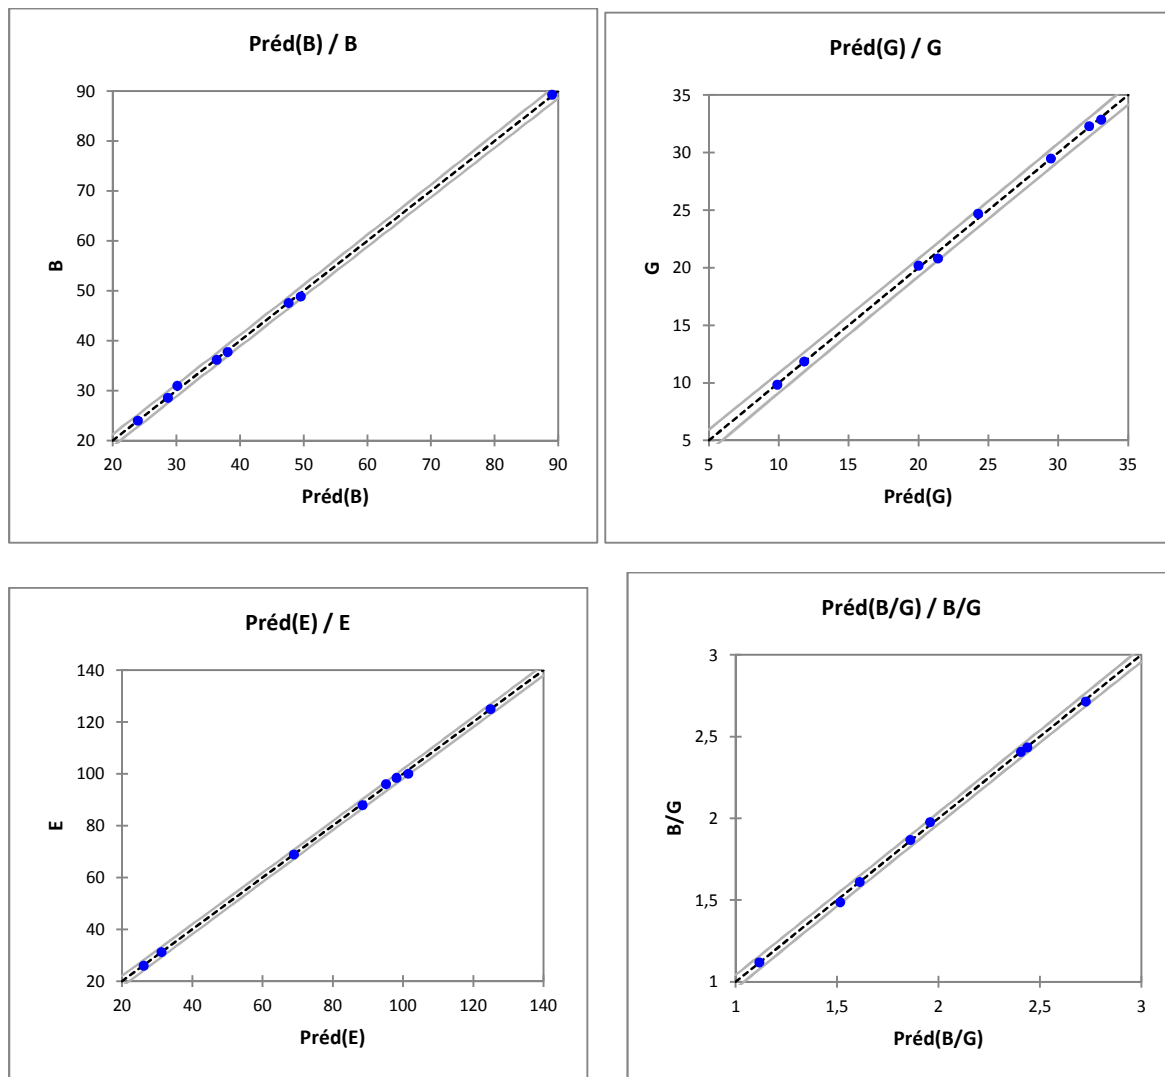 Préd(B) / B
90
80
70
60
50
40
30
20
B
20 30 40 50 60 70 80 90
Préd(B)
Préd(G) / G
35
30
25
20
15
10
5
G
5 10 15 20 25 30 35
Préd(G)
Préd(E) / E
140
120
100
80
60
40
20
E
20 40 60 80 100 120 140
Préd(E)
Préd(B/G) / B/G
3
2,5
2
1,5
1
B/G
1 1,5 2 2,5 3
Préd(B/G)